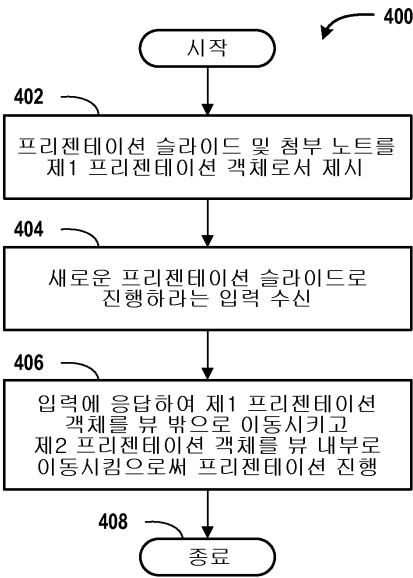 400
시작
402
프리젠테이션 슬라이드 및 첨부 노트를
제1 프리젠테이션 객체로서 제시
404
새로운 프리젠테이션 슬라이드로
진행하라는 입력 수신
406
입력에 응답하여 제1 프리젠테이션
객체를 뷰 밖으로 이동시키고
제2 프리젠테이션 객체를 뷰 내부로
이동시킴으로써 프리젠테이션 진행
408
종료